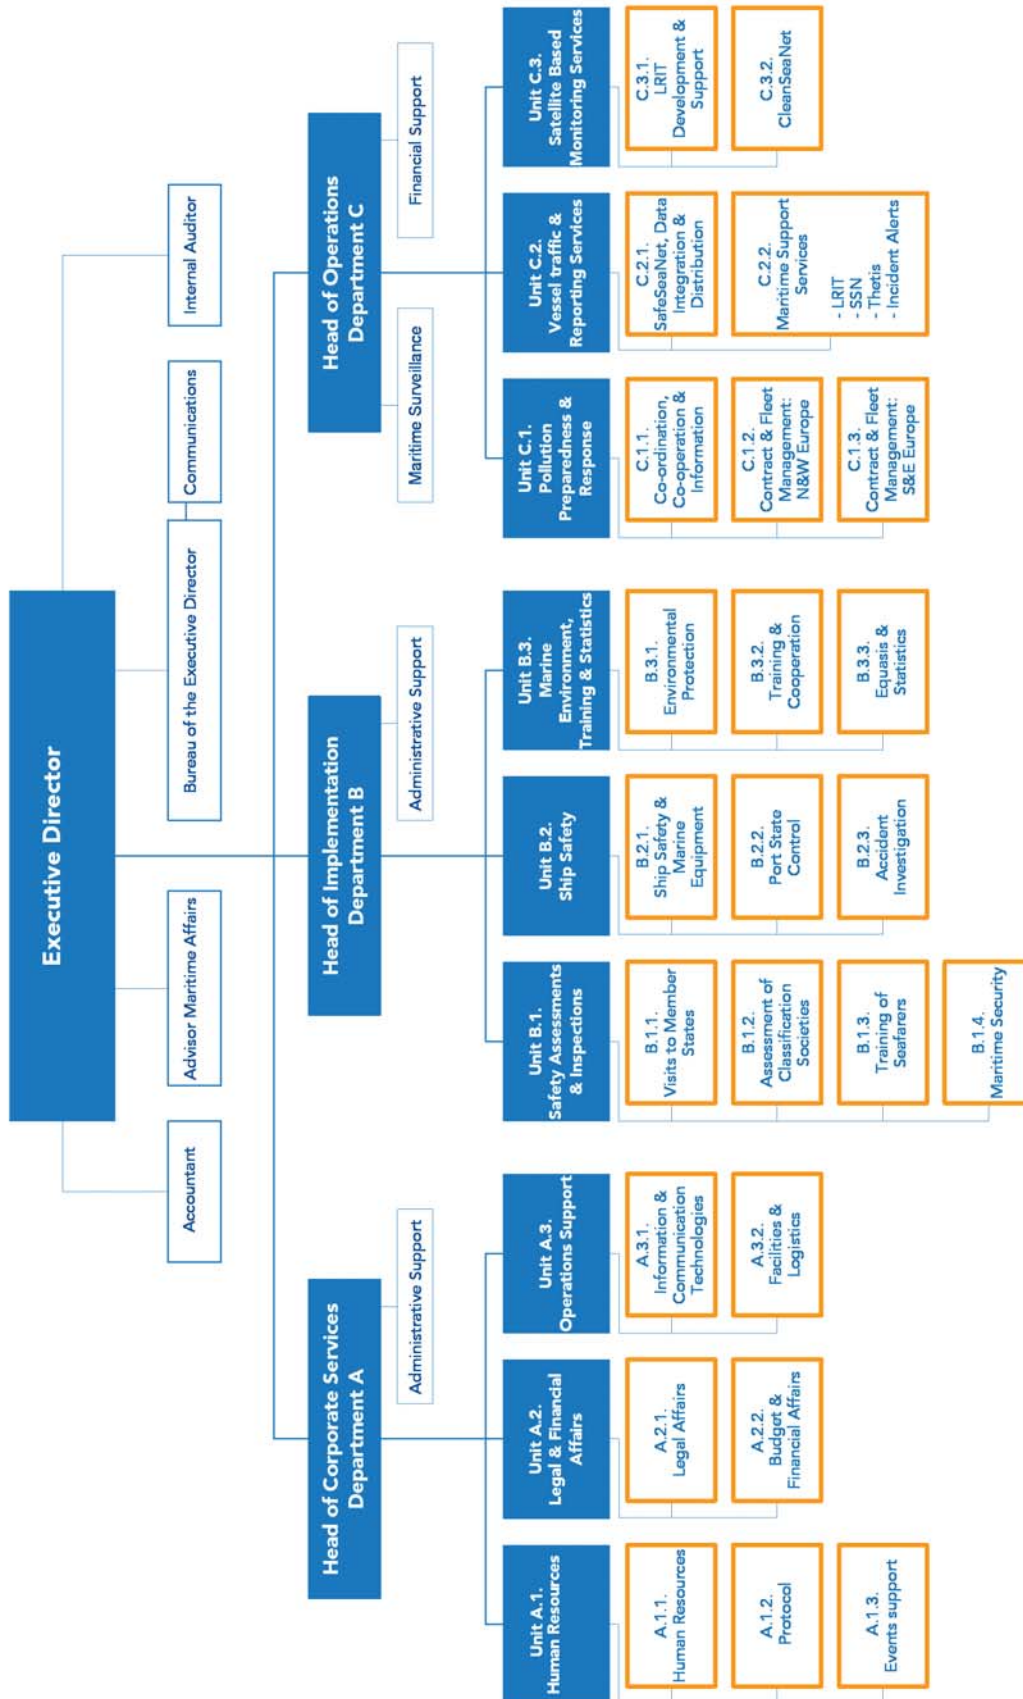 Executive Director
Accountant
Advisor Maritime Affairs
Bureau of the Executive Director
Communications
Internal Auditor
Head of Corporate Services
Department A
Administrative Support
Head of Implementation
Department B
Administrative Support
Head of Operations
Department C
Maritime Surveillance
Financial Support
Unit A.1.
Human Resources
Unit A.2.
Legal & Financial
Affairs
Unit A.3.
Operations Support
Unit B.1.
Safety Assessments
& Inspections
Unit B.2.
Ship Safety
Unit B.3.
Marine
Environment,
Training & Statistics
Unit C.1.
Pollution
Preparedness &
Response
Unit C.2.
Vessel traffic &
Reporting Services
Unit C.3.
Satellite Based
Monitoring Services
A.1.1.
Human Resources
A.2.1.
Legal Affairs
A.3.1.
Information &
Communication
Technologies
B.1.1.
Visits to Member
States
B.2.1.
Ship Safety &
Marine
Equipment
B.3.1.
Environmental
Protection
C.1.1.
Co-ordination,
Co-operation &
Information
C.2.1.
SafeSeaNet, Data
Integration &
Distribution
C.3.1.
LRIT
Development &
Support
A.1.2.
Protocol
A.2.2.
Budget &
Financial Affairs
A.3.2.
Facilities &
Logistics
B.1.2.
Assessment of
Classification
Societies
B.2.2.
Port State
Control
B.3.2.
Training &
Cooperation
C.1.2.
Contract & Fleet
Management:
N&W Europe
C.2.2.
Maritime Support
Services
- LRIT
- SSN
- Thetis
- Incident Alerts
C.3.2.
CleanSeaNet
A.1.3.
Events support
B.1.3.
Training of
Seafarers
B.2.3.
Accident
Investigation
B.3.3.
Equasis &
Statistics
C.1.3.
Contract & Fleet
Management:
S&E Europe
B.1.4.
Maritime Security